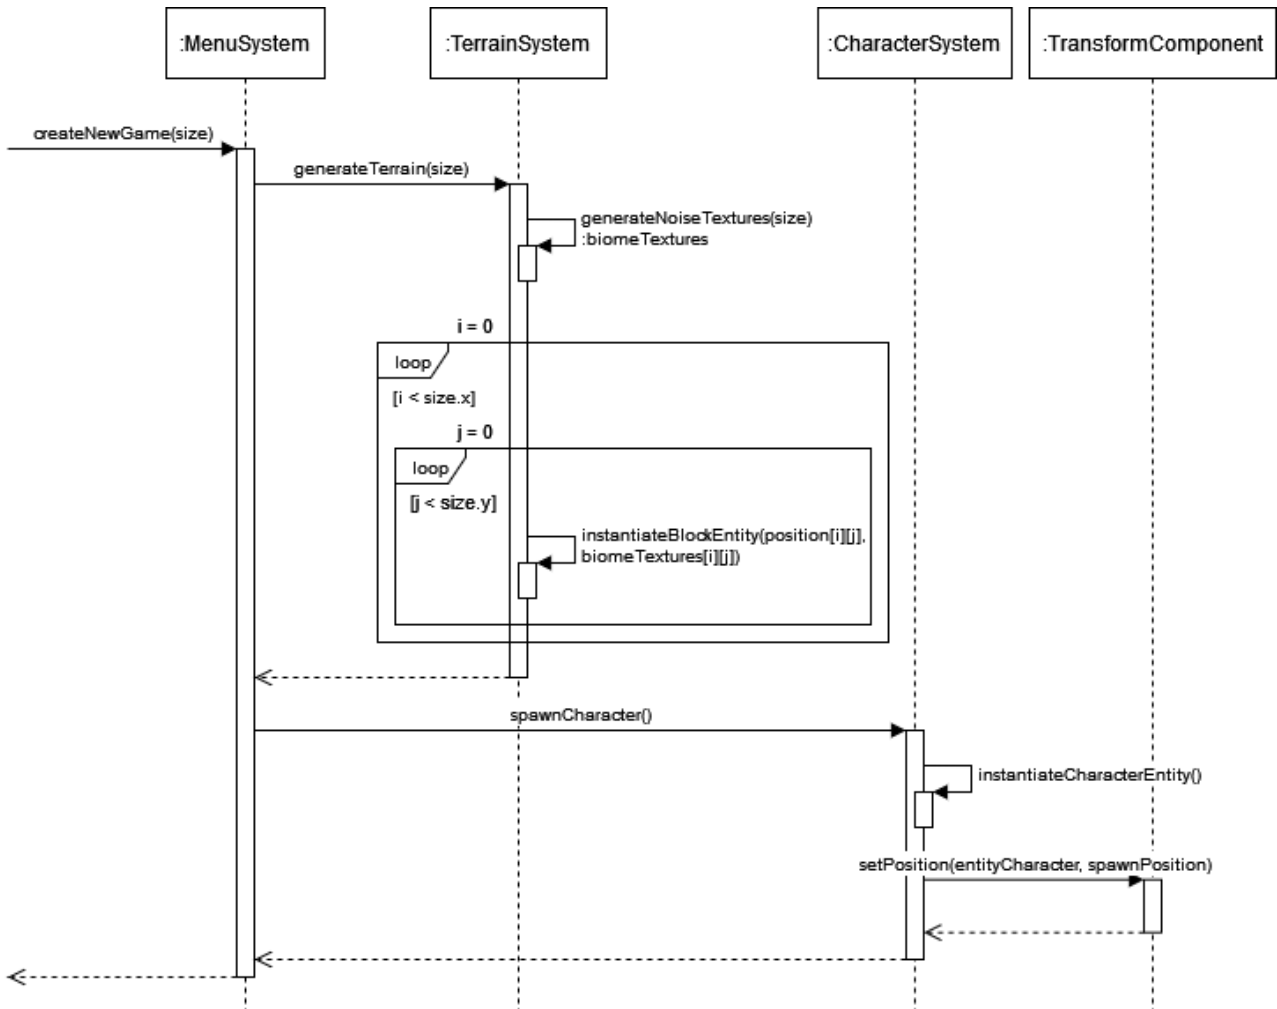 :MenuSystem
:TerrainSystem
:CharacterSystem
:TransformComponent
createNewGame(size)
generateTerrain(size)
generateNoiseTextures(size)
:biomeTextures
i = 0
loop
[i < size.x]
j = 0
loop
[j < size.y]
instantiateBlockEntity(position[i][j],
biomeTextures[i][j])
spawnCharacter()
instantiateCharacterEntity()
setPosition(entityCharacter, spawnPosition)